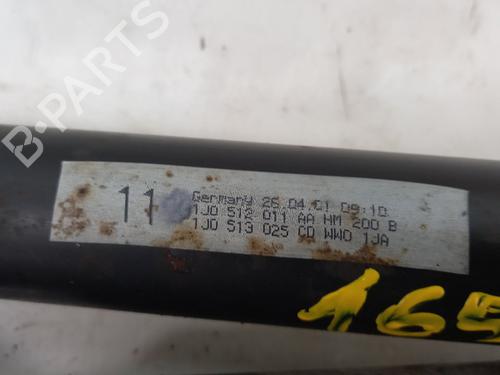 B-PARTS
11 Germany 26.04.01 09:10
1J0 512 011 AA HM 200 B
1J0 513 025 CD WW0 1JA
165